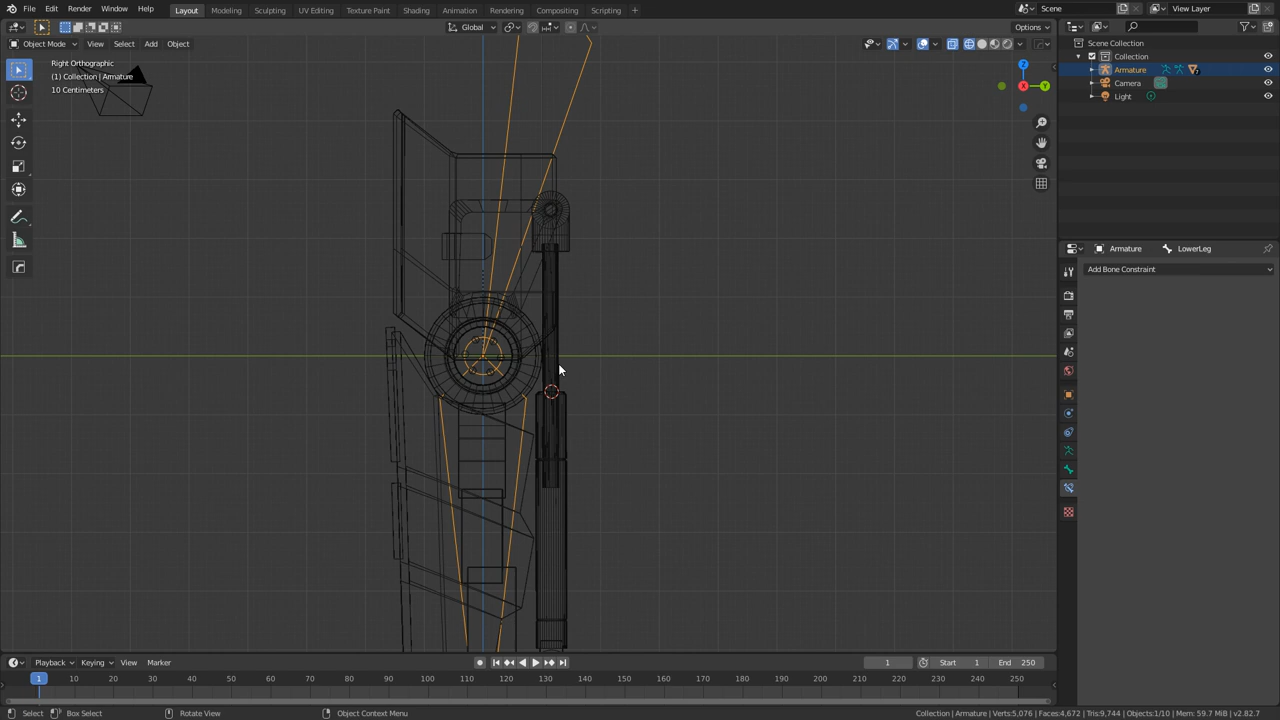 File Edit Render Window Help Layout Modeling Sculpting UV Editing Texture Paint Shading Animation Rendering Compositing Scripting + Scene View Layer
Global Options
Object Mode View Select Add Object
Right Orthographic
(1) Collection | Armature
10 Centimeters
Z
X
Y
Scene Collection
Collection
Armature
Camera
Light
Armature LowerLeg
Add Bone Constraint
Playback Keying View Marker 1 Start 1 End 250
1 10 20 30 40 50 60 70 80 90 100 110 120 130 140 150 160 170 180 190 200 210 220 230 240 250
Select Box Select Rotate View Object Context Menu Collection | Armature | Verts:5,076 | Faces:4,672 | Tris:9,744 | Objects:1/10 | Mem: 59.7 MiB | v2.82.7